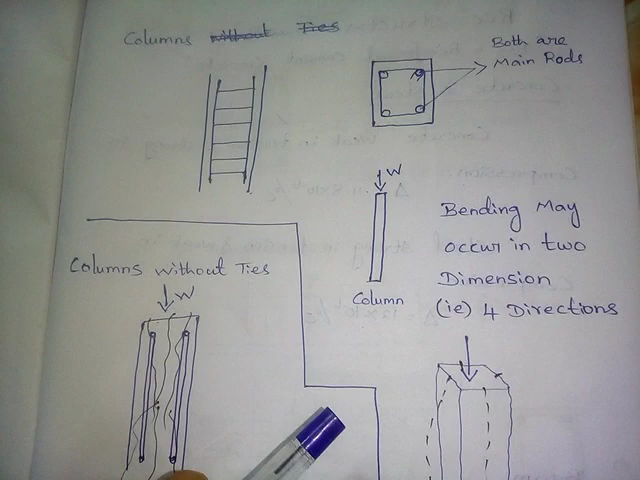 Columns without Ties
Both are
Main Rods
W
Column
Bending May
occur in two
Dimension
(ie) 4 Directions
Columns without Ties
W